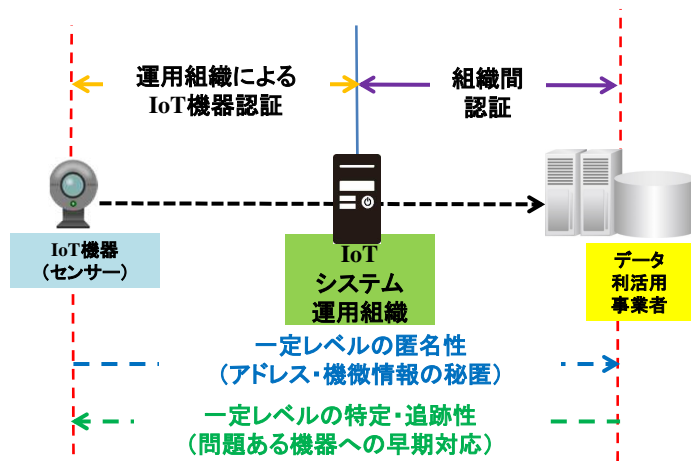 運用組織による
IoT機器認証
組織間
認証
IoT機器
(センサー)
IoT
システム
運用組織
データ
利活用
事業者
一定レベルの匿名性
(アドレス・機微情報の秘匿)
一定レベルの特定・追跡性
(問題ある機器への早期対応)